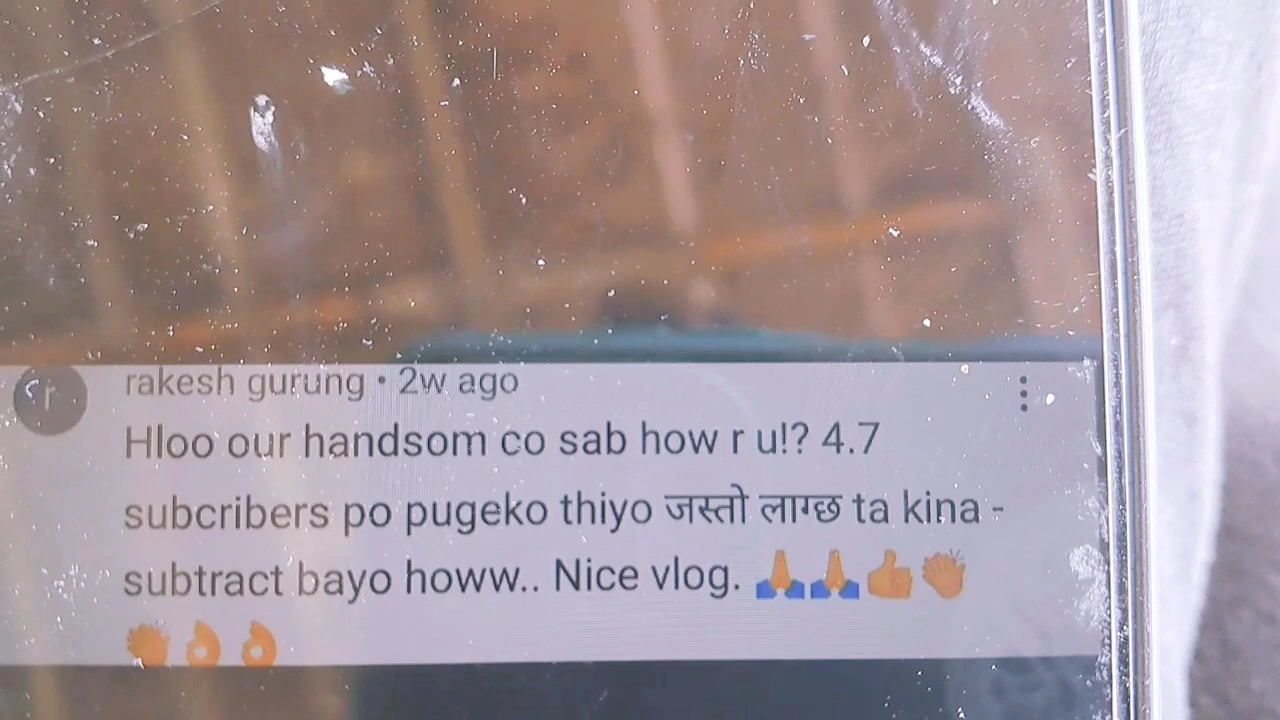 rakesh gurung • 2w ago
Hloo our handsom co sab how r u!? 4.7
subcribers po pugeko thiyo जस्तो लाग्छ ta kina -
subtract bayo howw.. Nice vlog. 🙏🙏👍👏
👏👌👌